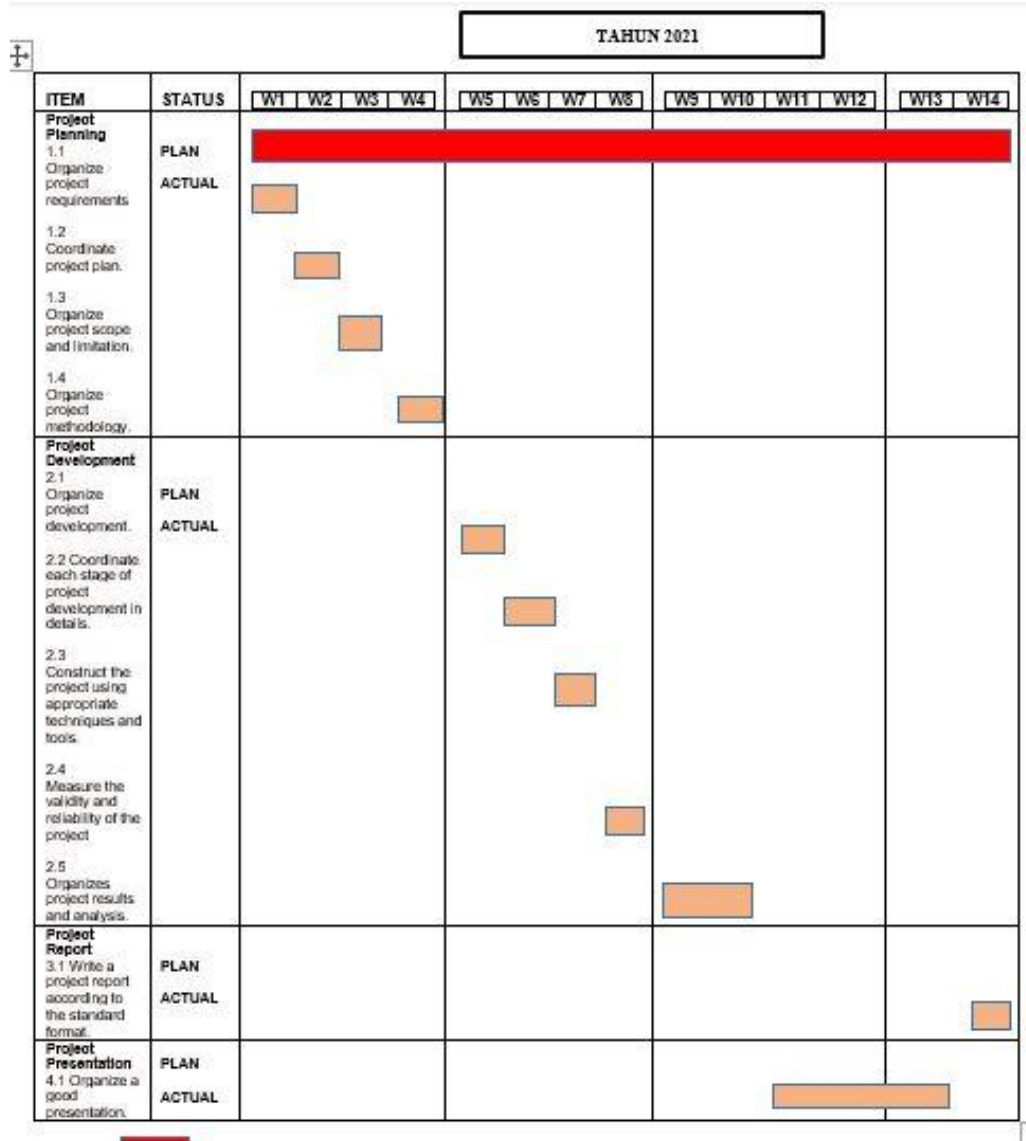 TAHUN 2021
ITEM STATUS W1 W2 W3 W4 W5 W6 W7 W8 W9 W10 W11 W12 W13 W14
Project
Planning
1.1
Organize
project
requirements
PLAN
ACTUAL
1.2
Coordinate
project plan.
1.3
Organize
project scope
and limitation.
1.4
Organize
project
methodology.
Project
Development
2.1
Organize
project
development.
PLAN
ACTUAL
2.2 Coordinate
each stage of
project
development in
details.
2.3
Construct the
project using
appropriate
techniques and
tools.
2.4
Measure the
validity and
reliability of the
project
2.5
Organizes
project results
and analysis.
Project
Report
3.1 Write a
project report
according to
the standard
format.
PLAN
ACTUAL
Project
Presentation
4.1 Organize a
good
presentation.
PLAN
ACTUAL